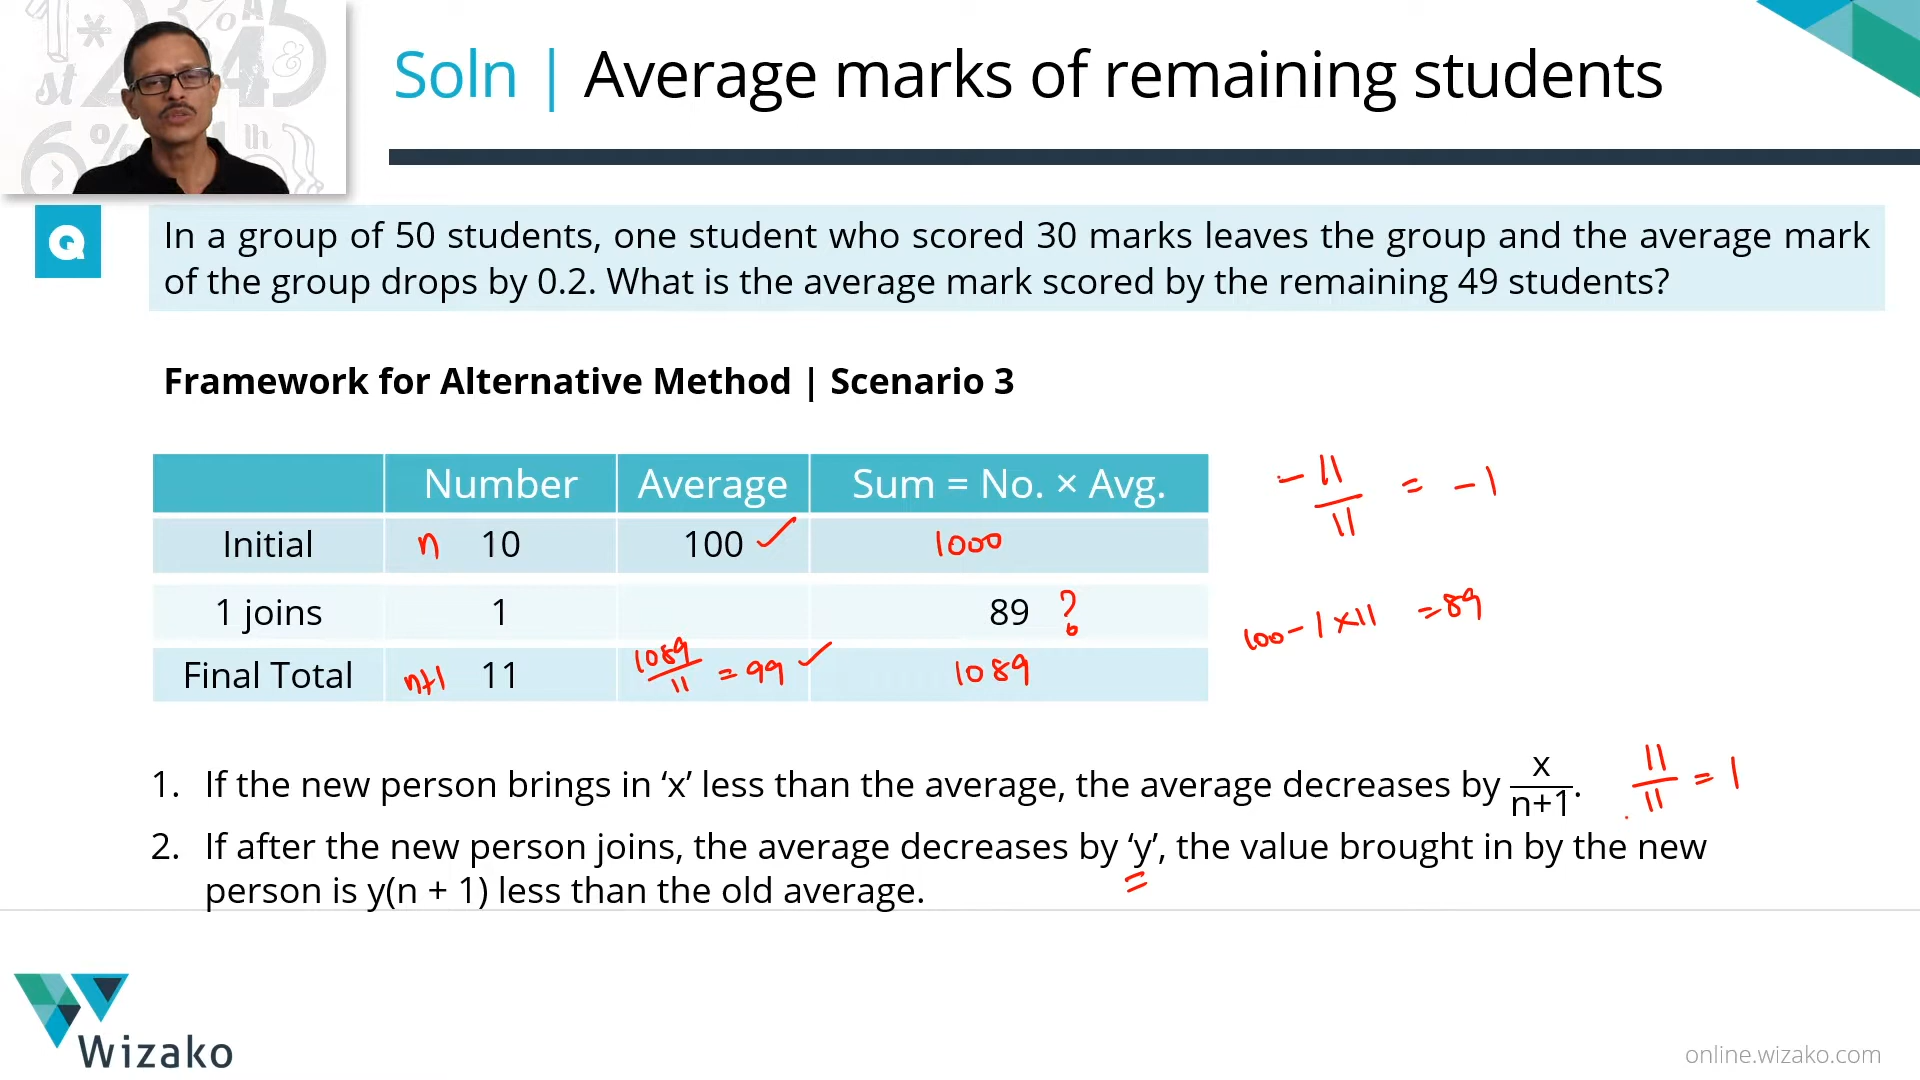 Soln | Average marks of remaining students
Q
In a group of 50 students, one student who scored 30 marks leaves the group and the average mark
of the group drops by 0.2. What is the average mark scored by the remaining 49 students?
Framework for Alternative Method | Scenario 3
Number Average Sum = No. × Avg.
Initial n 10 100 ✓ 1000
1 joins 1 89 ?
Final Total n+1 11 1089/11 = 99 ✓ 1089
-11/11 = -1
100 - 1 × 11 = 89
1. If the new person brings in ‘x’ less than the average, the average decreases by x/n+1. 11/11 = 1
2. If after the new person joins, the average decreases by ‘y’, the value brought in by the new
person is y(n + 1) less than the old average.
Wizako
online.wizako.com